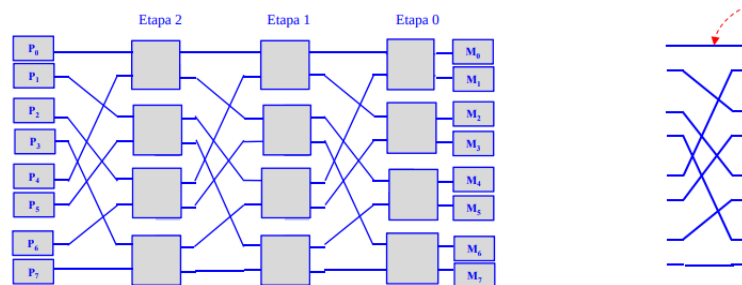 Etapa 2 Etapa 1 Etapa 0
P0 M0
P1 M1
P2 M2
P3 M3
P4 M4
P5 M5
P6 M6
P7 M7